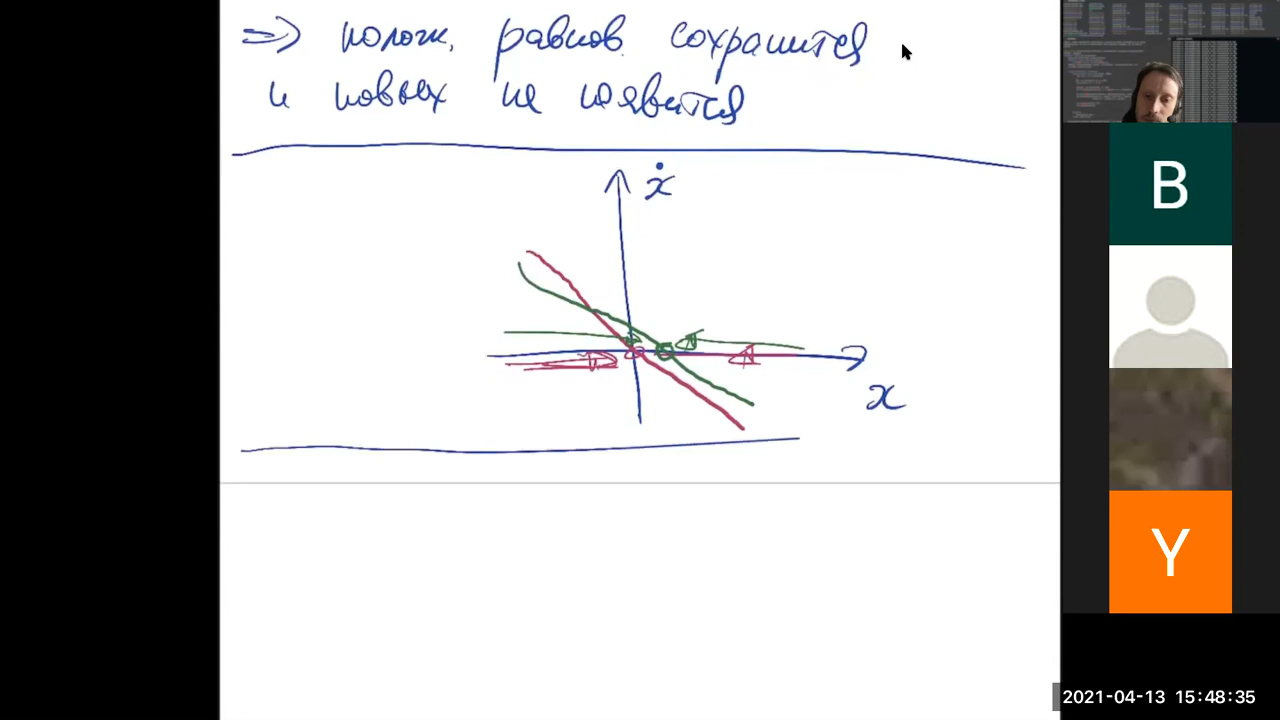 => полож. равнов. сохранится
и новых не появится
ẋ
x
B
Y
2021-04-13 15:48:35